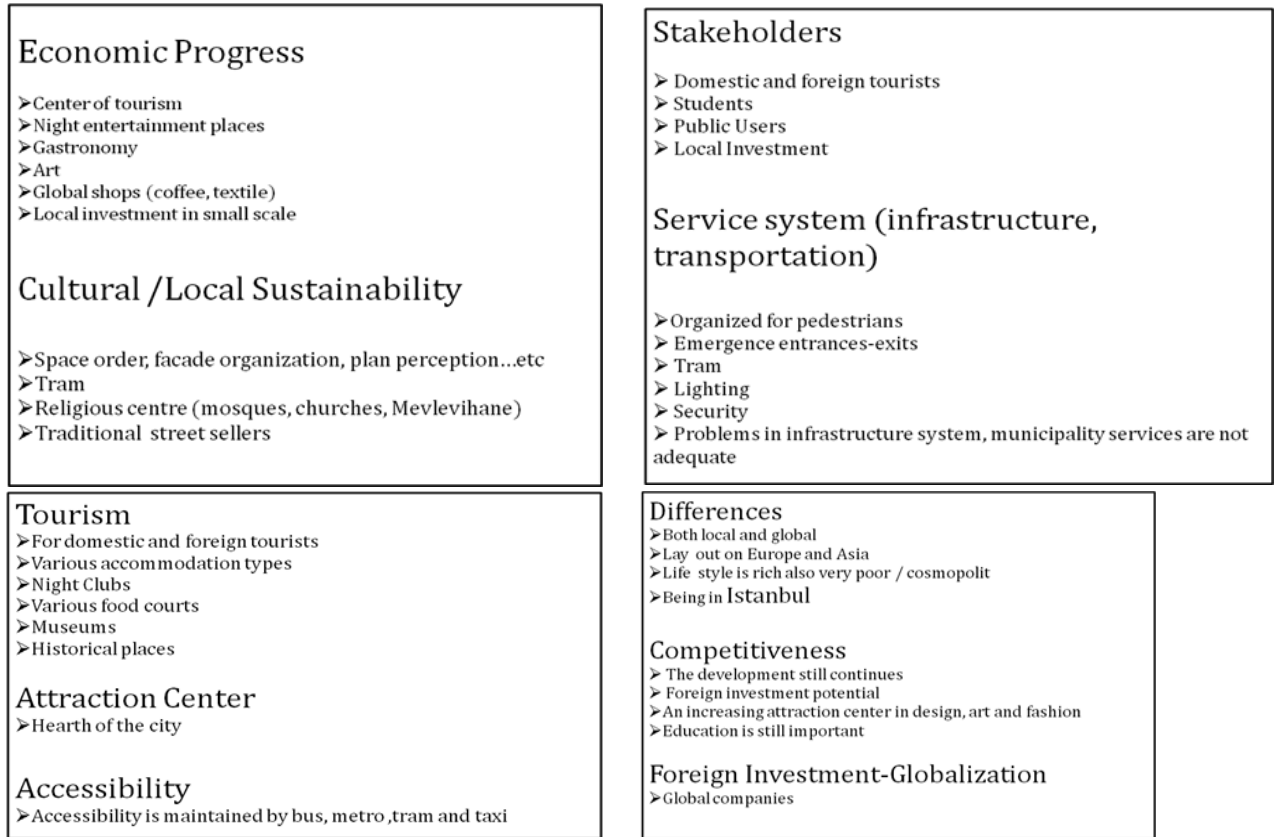 Economic Progress
➢Center of tourism
➢Night entertainment places
➢Gastronomy
➢Art
➢Global shops (coffee, textile)
➢Local investment in small scale
Cultural /Local Sustainability
➢Space order, facade organization, plan perception...etc
➢Tram
➢Religious centre (mosques, churches, Mevlevihane)
➢Traditional street sellers
Stakeholders
➢ Domestic and foreign tourists
➢ Students
➢ Public Users
➢ Local Investment
Service system (infrastructure,
transportation)
➢Organized for pedestrians
➢ Emergence entrances-exits
➢ Tram
➢ Lighting
➢ Security
➢ Problems in infrastructure system, municipality services are not
adequate
Tourism
➢For domestic and foreign tourists
➢Various accommodation types
➢Night Clubs
➢Various food courts
➢Museums
➢Historical places
Attraction Center
➢Hearth of the city
Accessibility
➢Accessibility is maintained by bus, metro ,tram and taxi
Differences
➢Both local and global
➢Lay out on Europe and Asia
➢Life style is rich also very poor / cosmopolit
➢Being in Istanbul
Competitiveness
➢ The development still continues
➢ Foreign investment potential
➢An increasing attraction center in design, art and fashion
➢Education is still important
Foreign Investment-Globalization
➢Global companies